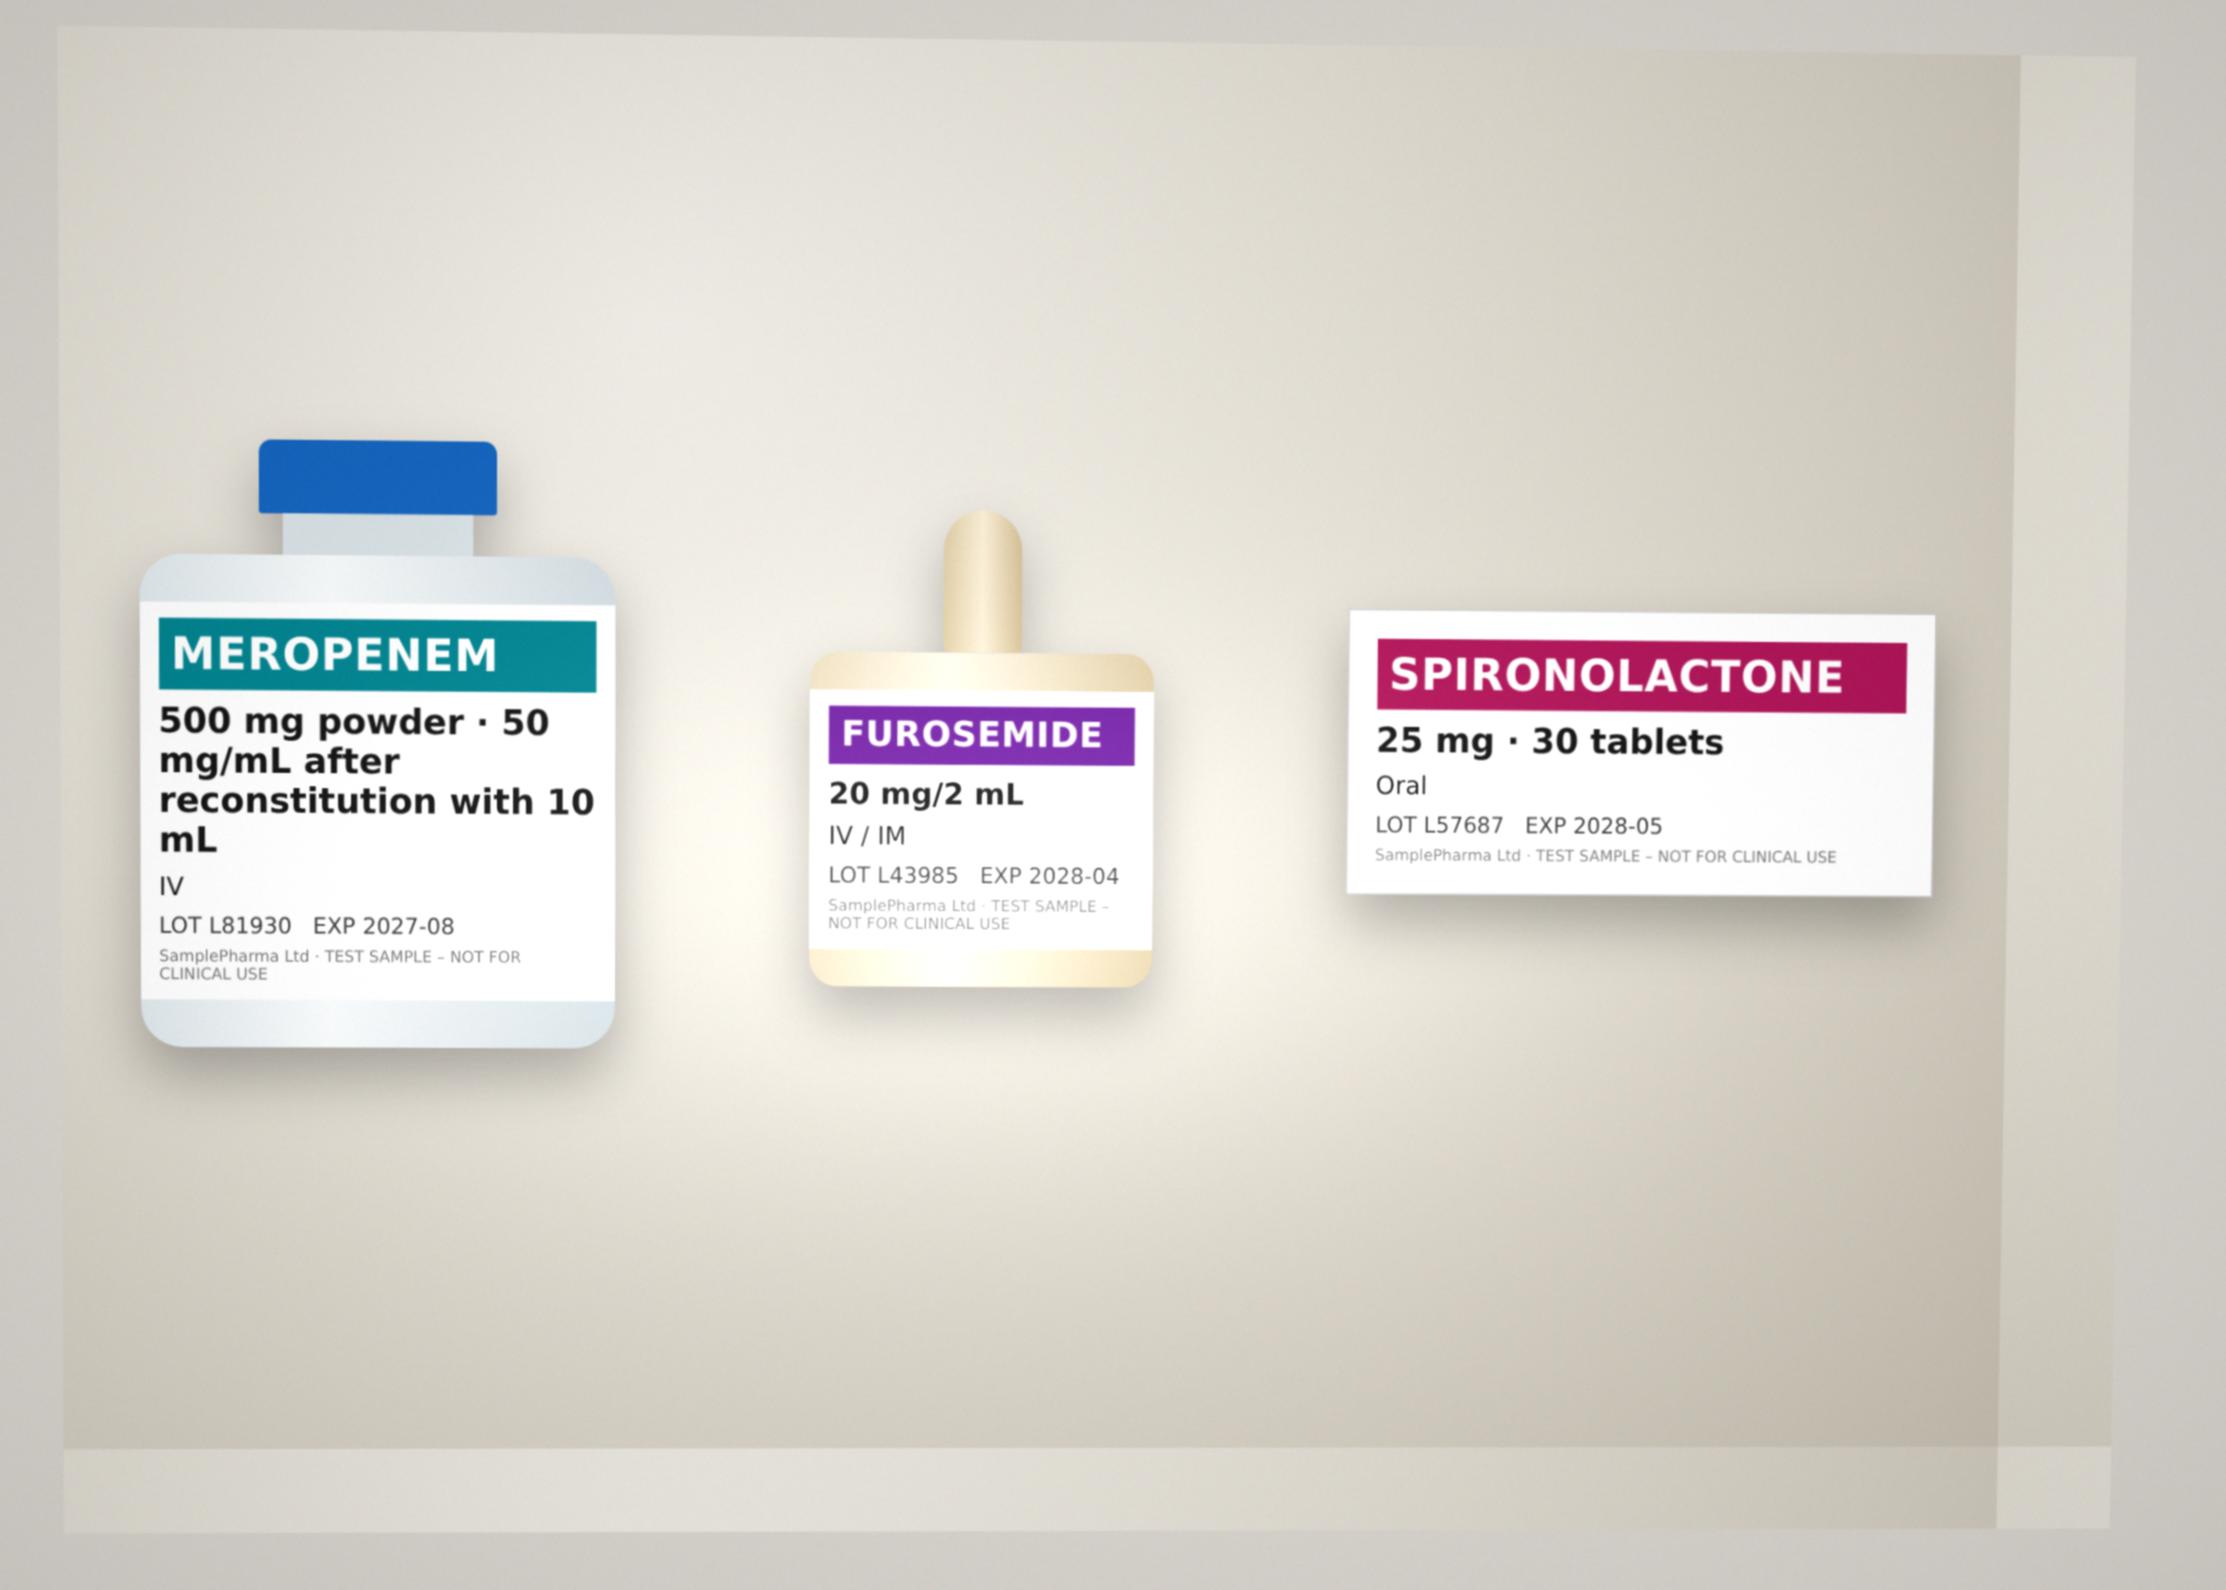 MEROPENEM
500 mg powder · 50
mg/mL after
reconstitution with 10
mL
IV
LOT L81930 EXP 2027-08
SamplePharma Ltd · TEST SAMPLE – NOT FOR
CLINICAL USE
FUROSEMIDE
20 mg/2 mL
IV / IM
LOT L43985 EXP 2028-04
SamplePharma Ltd · TEST SAMPLE –
NOT FOR CLINICAL USE
SPIRONOLACTONE
25 mg · 30 tablets
Oral
LOT L57687 EXP 2028-05
SamplePharma Ltd · TEST SAMPLE – NOT FOR CLINICAL USE